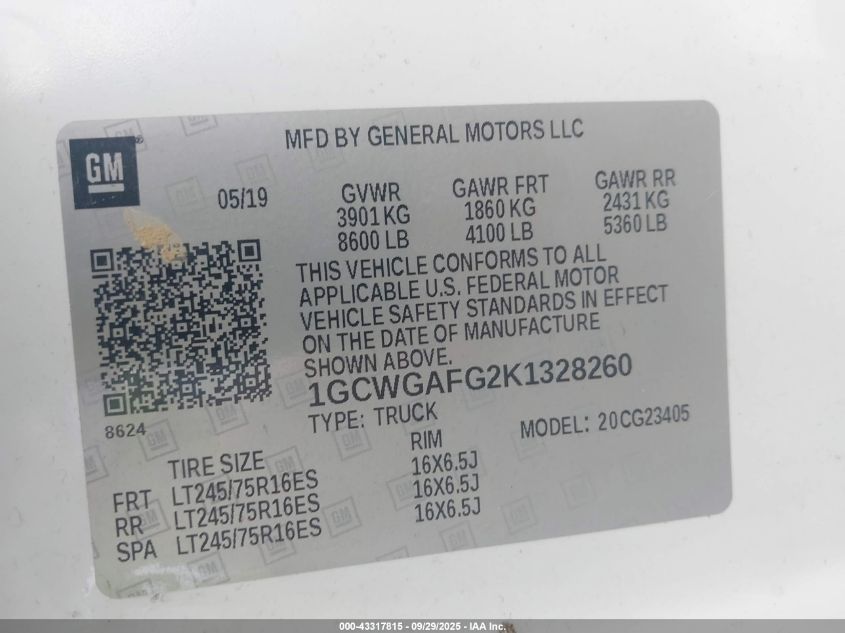 MFD BY GENERAL MOTORS LLC
GM
05/19
GVWR
3901 KG
8600 LB
GAWR FRT
1860 KG
4100 LB
GAWR RR
2431 KG
5360 LB
THIS VEHICLE CONFORMS TO ALL
APPLICABLE U.S. FEDERAL MOTOR
VEHICLE SAFETY STANDARDS IN EFFECT
ON THE DATE OF MANUFACTURE
SHOWN ABOVE.
1GCWGAFG2K1328260
8624
TYPE: TRUCK
MODEL: 20CG23405
TIRE SIZE RIM
FRT LT245/75R16ES 16X6.5J
RR LT245/75R16ES 16X6.5J
SPA LT245/75R16ES 16X6.5J
000-43317815 - 09/29/2025 - IAA Inc.